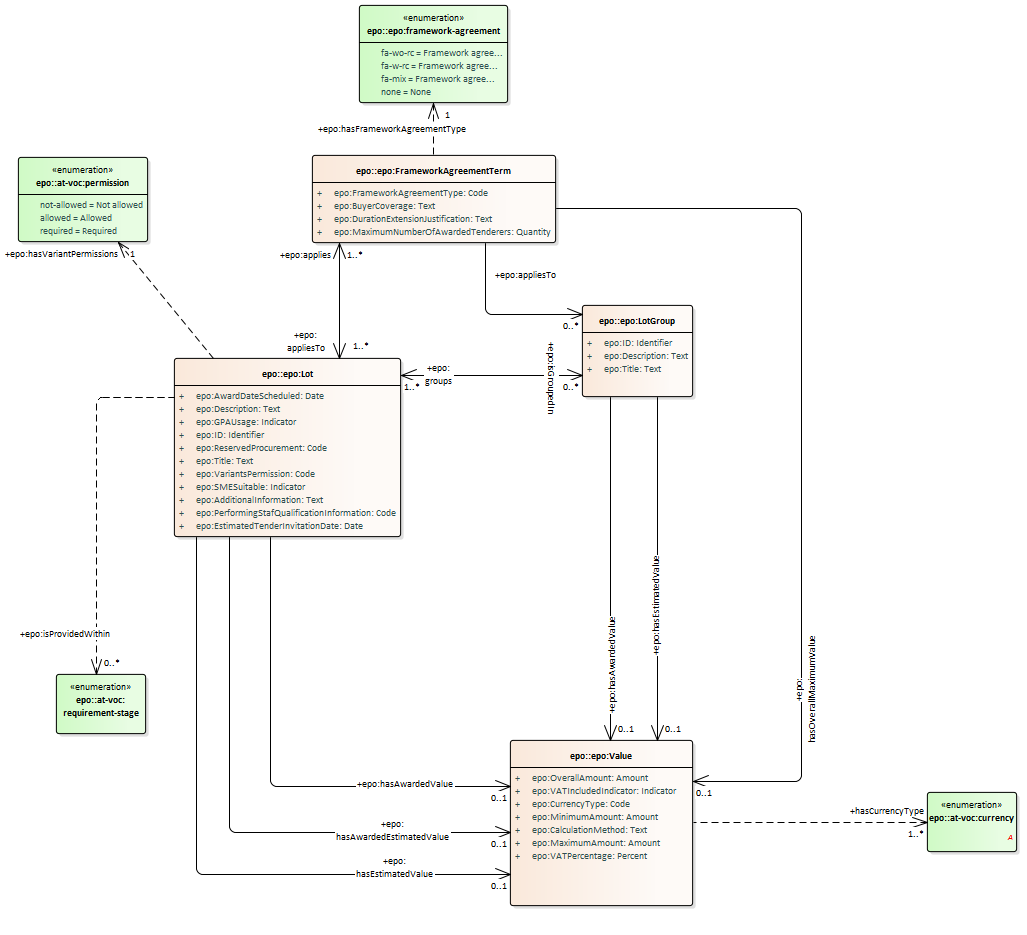 «enumeration»
epo::epo:framework-agreement
fa-wo-rc = Framework agree...
fa-w-rc = Framework agree...
fa-mix = Framework agree...
none = None
1
+epo:hasFrameworkAgreementType
«enumeration»
epo::at-voc:permission
not-allowed = Not allowed
allowed = Allowed
required = Required
epo::epo:FrameworkAgreementTerm
+ epo:FrameworkAgreementType: Code
+ epo:BuyerCoverage: Text
+ epo:DurationExtensionJustification: Text
+ epo:MaximumNumberOfAwardedTenderers: Quantity
+epo:hasVariantPermissions
1
+epo:applies
1..*
+epo:appliesTo
0..*
epo::epo:LotGroup
+ epo:ID: Identifier
+ epo:Description: Text
+ epo:Title: Text
+epo:
appliesTo
1..*
+epo:
groups
1..*
+epo:isGroupedIn
0..*
epo::epo:Lot
+ epo:AwardDateScheduled: Date
+ epo:Description: Text
+ epo:GPAUsage: Indicator
+ epo:ID: Identifier
+ epo:ReservedProcurement: Code
+ epo:Title: Text
+ epo:VariantsPermission: Code
+ epo:SMESuitable: Indicator
+ epo:AdditionalInformation: Text
+ epo:PerformingStafQualificationInformation: Code
+ epo:EstimatedTenderInvitationDate: Date
+epo:isProvidedWithin
0..*
«enumeration»
epo::at-voc:
requirement-stage
+epo:hasAwardedValue
0..1
+epo:hasEstimatedValue
0..1
+epo:
hasOverallMaximumValue
0..1
epo::epo:Value
+ epo:OverallAmount: Amount
+ epo:VATIncludedIndicator: Indicator
+ epo:CurrencyType: Code
+ epo:MinimumAmount: Amount
+ epo:CalculationMethod: Text
+ epo:MaximumAmount: Amount
+ epo:VATPercentage: Percent
+epo:hasAwardedValue
0..1
+epo:
hasAwardedEstimatedValue
0..1
+epo:
hasEstimatedValue
0..1
+hasCurrencyType
1..*
«enumeration»
epo::at-voc:currency
A